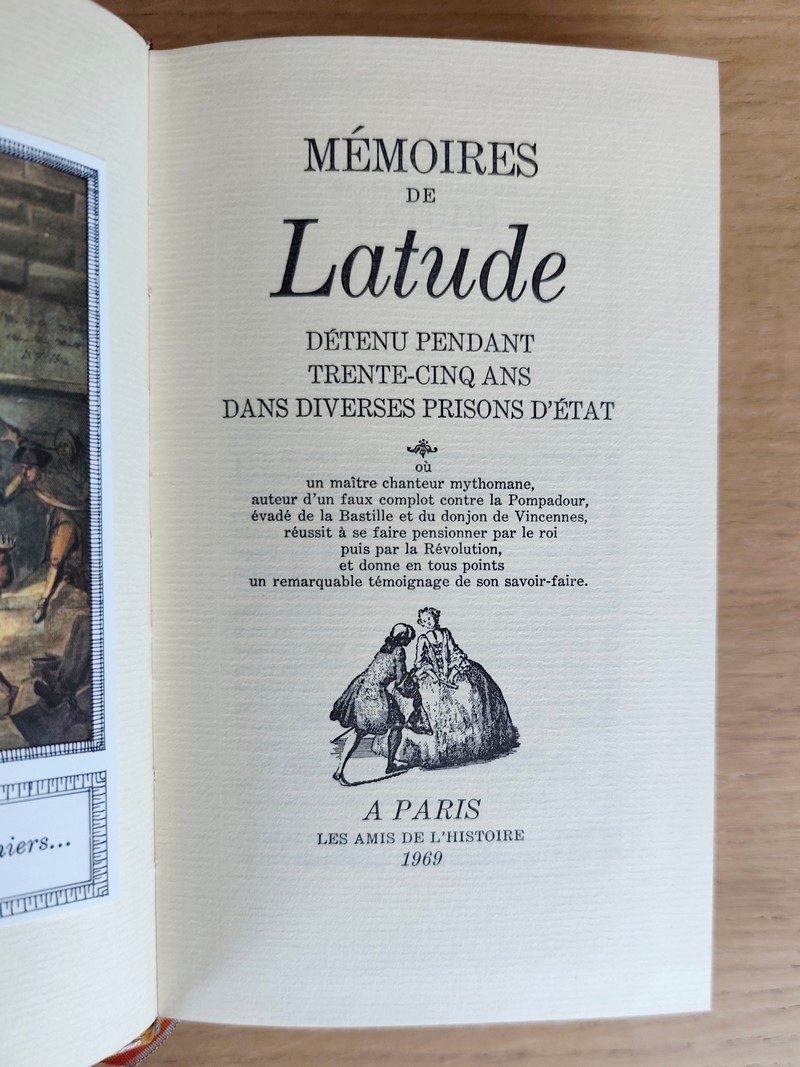 MÉMOIRES
DE
Latude
DÉTENU PENDANT
TRENTE-CINQ ANS
DANS DIVERSES PRISONS D'ÉTAT
où
un maître chanteur mythomane,
auteur d'un faux complot contre la Pompadour,
évadé de la Bastille et du donjon de Vincennes,
réussit à se faire pensionner par le roi
puis par la Révolution,
et donne en tous points
un remarquable témoignage de son savoir-faire.
A PARIS
LES AMIS DE L'HISTOIRE
1969